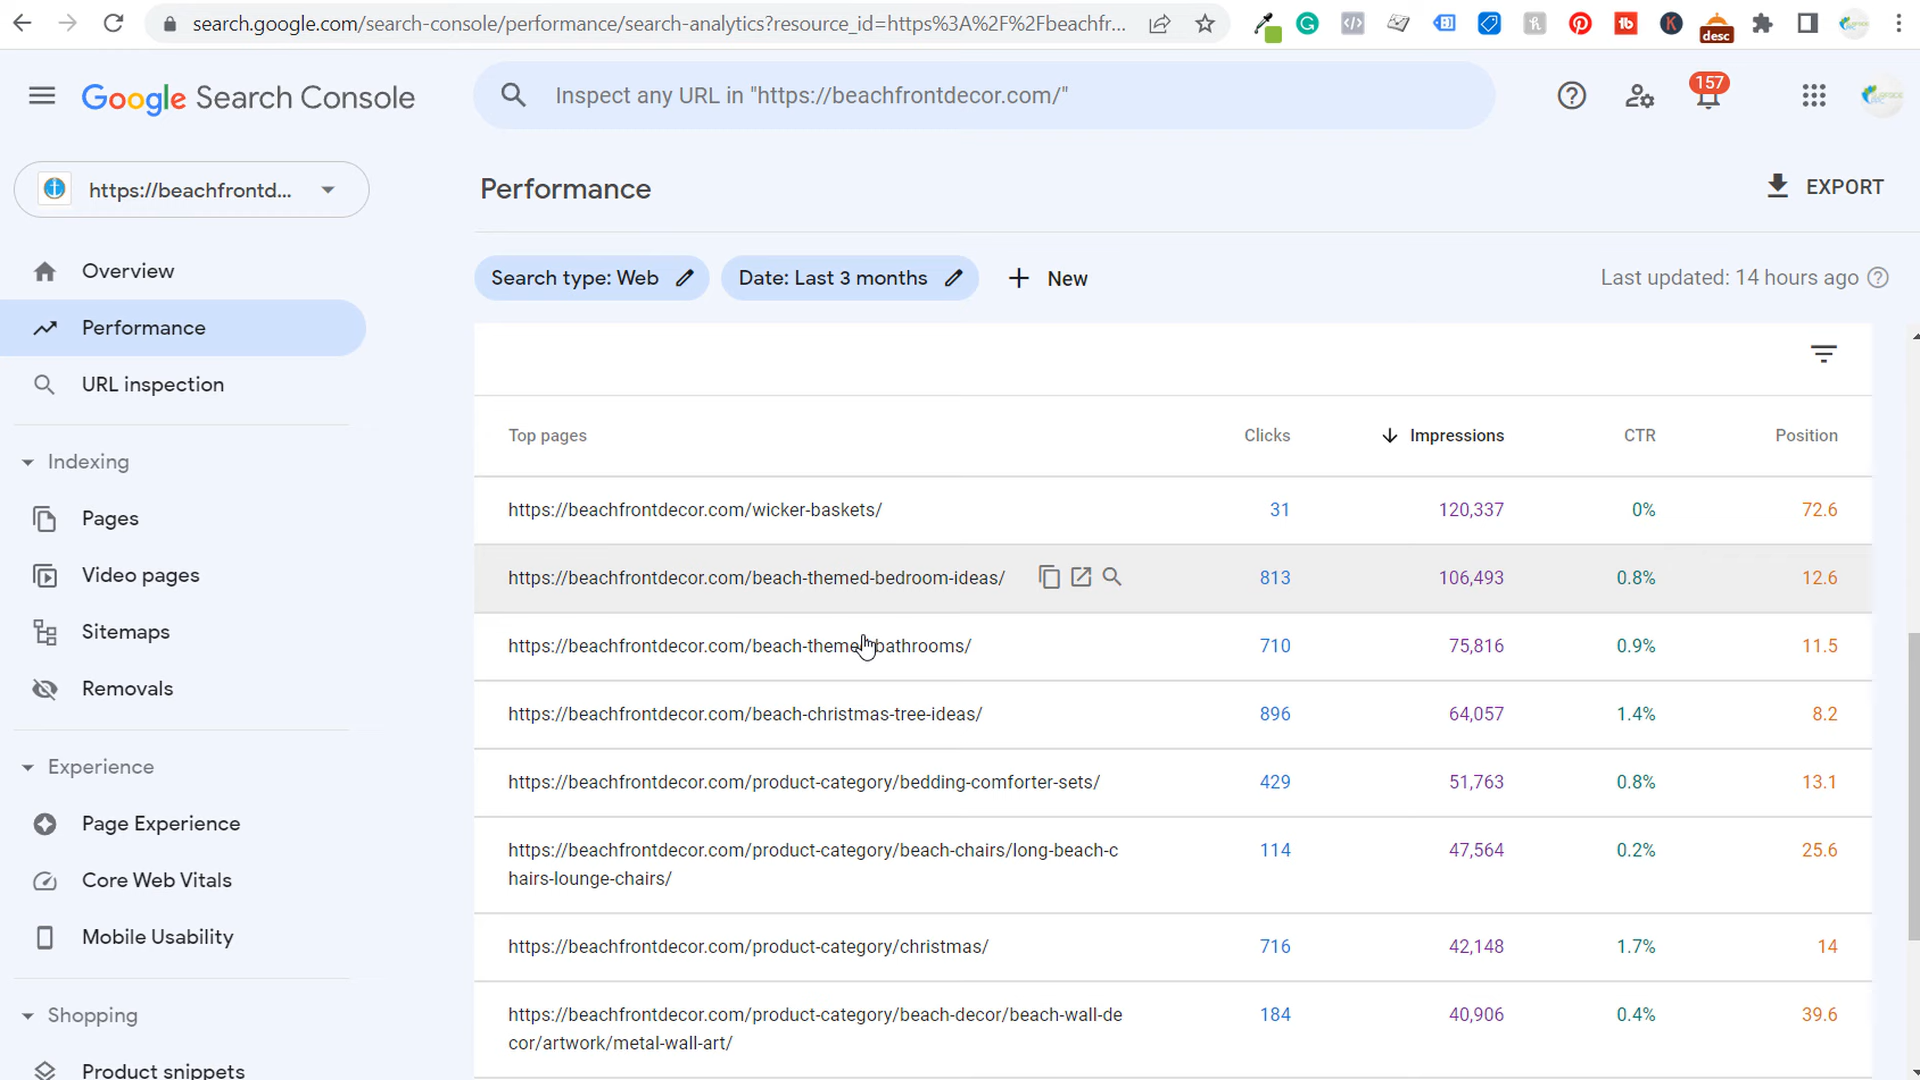 search.google.com/search-console/performance/search-analytics?resource_id=https%3A%2F%2Fbeachfr...
desc
Google Search Console
Inspect any URL in "https://beachfrontdecor.com/"
157
https://beachfrontd...
Performance
EXPORT
Search type: Web
Date: Last 3 months
New
Last updated: 14 hours ago
Overview
Performance
URL inspection
Indexing
Pages
Video pages
Sitemaps
Removals
Experience
Page Experience
Core Web Vitals
Mobile Usability
Shopping
Product snippets
Top pages Clicks Impressions CTR Position
https://beachfrontdecor.com/wicker-baskets/ 31 120,337 0% 72.6
https://beachfrontdecor.com/beach-themed-bedroom-ideas/ 813 106,493 0.8% 12.6
https://beachfrontdecor.com/beach-themed-bathrooms/ 710 75,816 0.9% 11.5
https://beachfrontdecor.com/beach-christmas-tree-ideas/ 896 64,057 1.4% 8.2
https://beachfrontdecor.com/product-category/bedding-comforter-sets/ 429 51,763 0.8% 13.1
https://beachfrontdecor.com/product-category/beach-chairs/long-beach-c 114 47,564 0.2% 25.6
hairs-lounge-chairs/
https://beachfrontdecor.com/product-category/christmas/ 716 42,148 1.7% 14
https://beachfrontdecor.com/product-category/beach-decor/beach-wall-de 184 40,906 0.4% 39.6
cor/artwork/metal-wall-art/